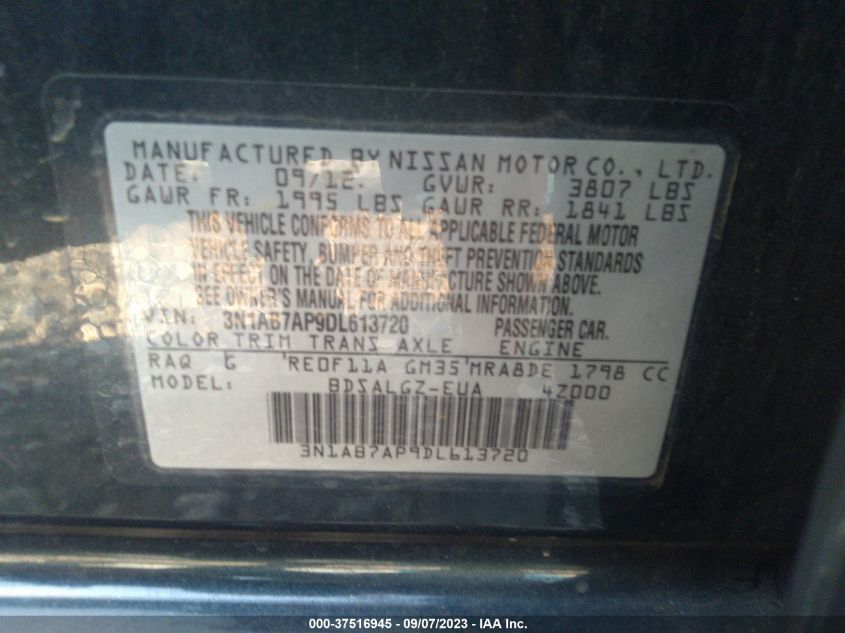 MANUFACTURED BY NISSAN MOTOR CO., LTD.
DATE: 09/12. GVWR: 3807 LBS
GAWR FR: 1995 LBS GAWR RR: 1841 LBS
THIS VEHICLE CONFORMS TO ALL APPLICABLE FEDERAL MOTOR
VEHICLE SAFETY, BUMPER AND THEFT PREVENTION STANDARDS
IN EFFECT ON THE DATE OF MANUFACTURE SHOWN ABOVE.
SEE OWNER'S MANUAL FOR ADDITIONAL INFORMATION.
VIN: 3N1AB7AP9DL613720 PASSENGER CAR.
COLOR TRIM TRANS AXLE ENGINE
RAQ G 'RE0F11A GM35'MRA8DE 1798 CC
MODEL: BDSALGZ-EUA 4Z000
3N1AB7AP9DL613720
000-37516945 - 09/07/2023 - IAA Inc.